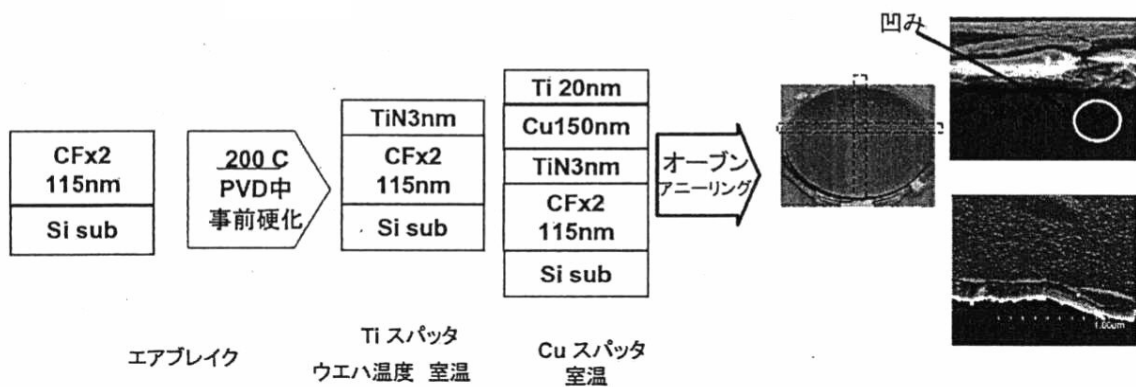 凹み
CFx2
115nm
Si sub
200 C
PVD中
事前硬化
TiN3nm
CFx2
115nm
Si sub
Ti 20nm
Cu150nm
TiN3nm
CFx2
115nm
Si sub
オーブン
アニーリング
1.00um
エアブレイク
Ti スパッタ
ウエハ温度 室温
Cu スパッタ
室温